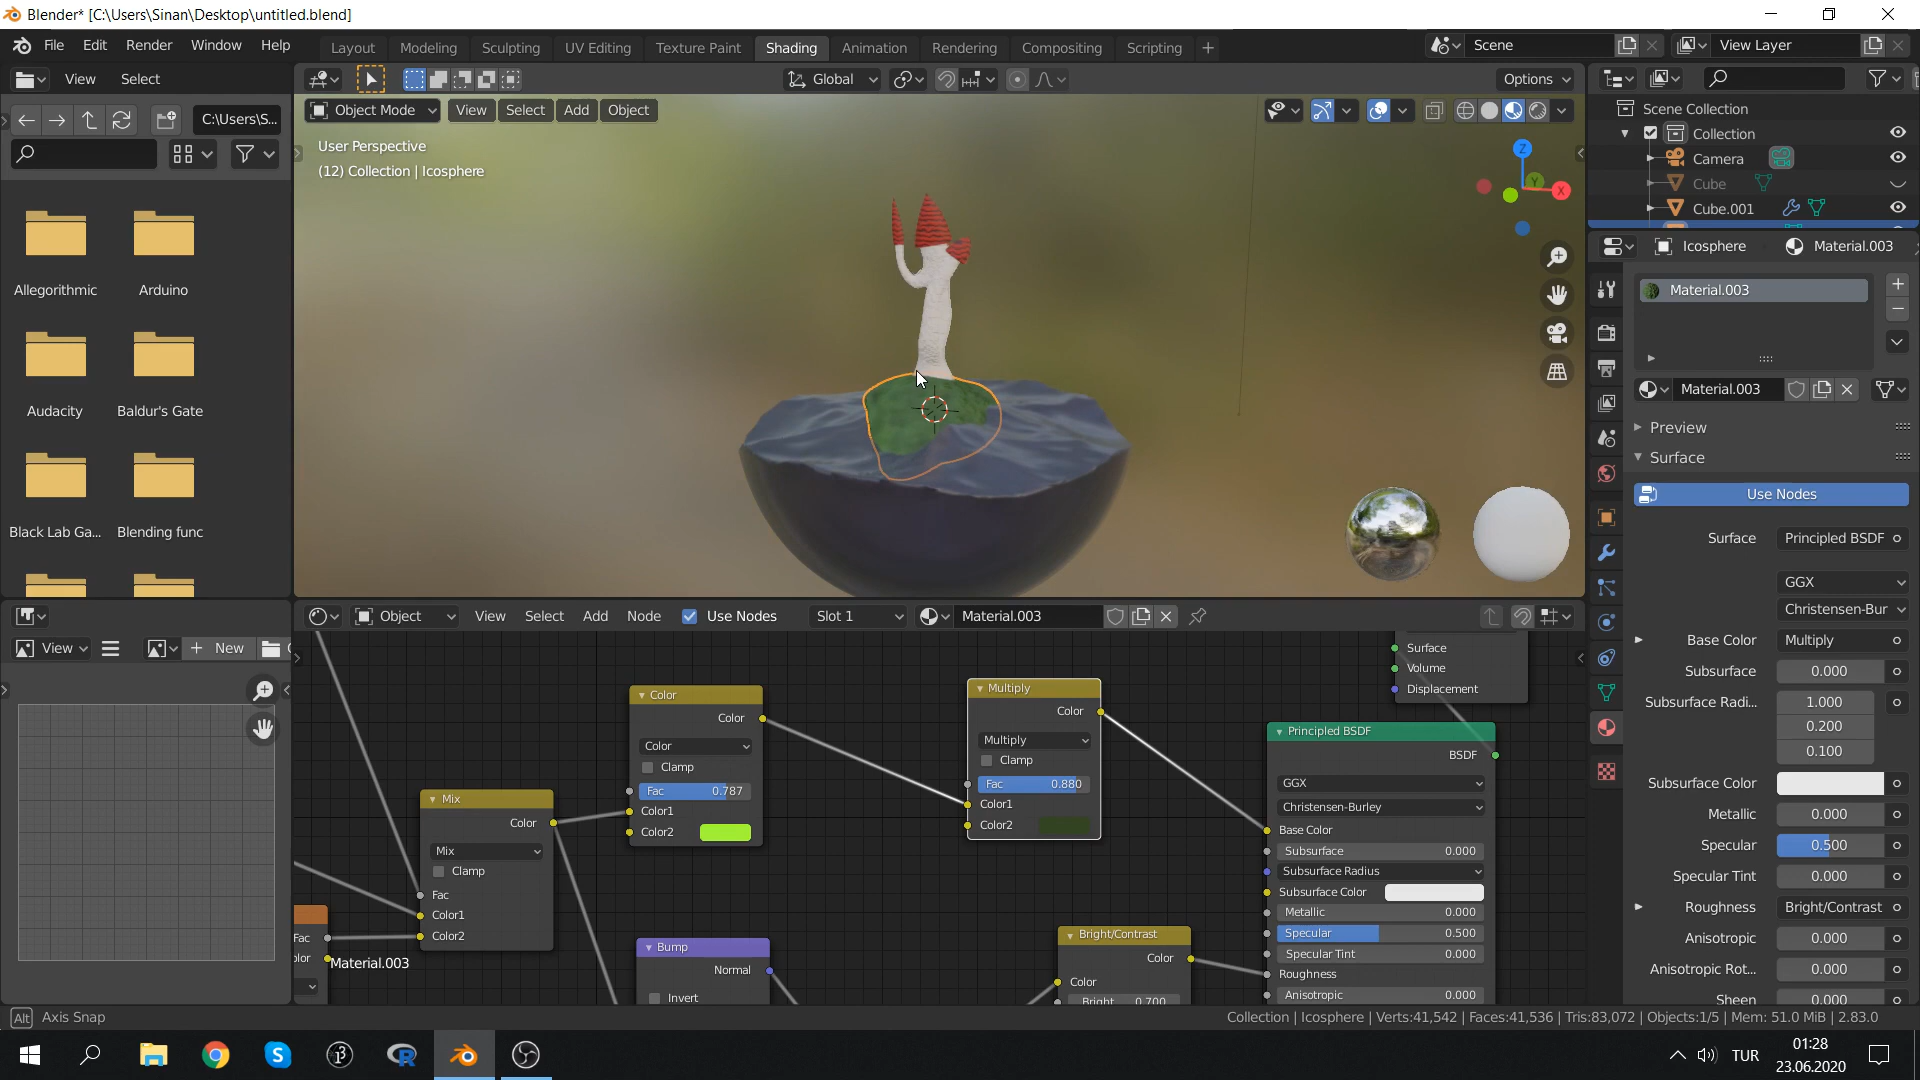 Blender* [C:\Users\Sinan\Desktop\untitled.blend]
File Edit Render Window Help
Layout Modeling Sculpting UV Editing Texture Paint Shading Animation Rendering Compositing Scripting +
Scene
View Layer
View Select
Global
Options
C:\Users\S...
Object Mode View Select Add Object
User Perspective
(12) Collection | Icosphere
Z
Y
X
Scene Collection
Collection
Camera
Cube
Cube.001
Icosphere Material.003
Material.003
Material.003
Preview
Surface
Use Nodes
Surface Principled BSDF
GGX
Christensen-Bur
Base Color Multiply
Subsurface 0.000
Subsurface Radi... 1.000
0.200
0.100
Subsurface Color
Metallic 0.000
Specular 0.500
Specular Tint 0.000
Roughness Bright/Contrast
Anisotropic 0.000
Anisotropic Rot... 0.000
Sheen 0.000
Allegorithmic Arduino
Audacity Baldur's Gate
Black Lab Ga... Blending func
View New
Object View Select Add Node Use Nodes Slot 1 Material.003
Surface
Volume
Displacement
Color
Color
Color
Clamp
Fac 0.787
Color1
Color2
Multiply
Color
Multiply
Clamp
Fac 0.880
Color1
Color2
Mix
Color
Mix
Clamp
Fac
Color1
Color2
Fac
Material.003
Bump
Normal
Invert
Bright/Contrast
Color
Color
Bright 0.700
Principled BSDF
BSDF
GGX
Christensen-Burley
Base Color
Subsurface 0.000
Subsurface Radius
Subsurface Color
Metallic 0.000
Specular 0.500
Specular Tint 0.000
Roughness
Anisotropic 0.000
Alt Axis Snap
Collection | Icosphere | Verts:41,542 | Faces:41,536 | Tris:83,072 | Objects:1/5 | Mem: 51.0 MiB | 2.83.0
TUR
01:28
23.06.2020